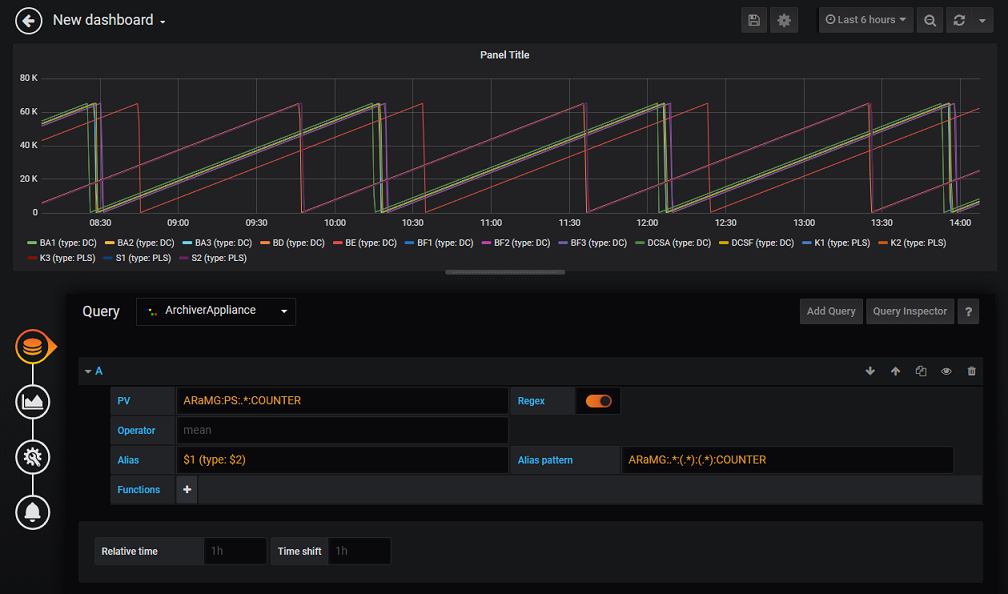 New dashboard
Last 6 hours
Panel Title
80 K
60 K
40 K
20 K
0
08:30 09:00 09:30 10:00 10:30 11:00 11:30 12:00 12:30 13:00 13:30 14:00
BA1 (type: DC) BA2 (type: DC) BA3 (type: DC) BD (type: DC) BE (type: DC) BF1 (type: DC) BF2 (type: DC) BF3 (type: DC) DCSA (type: DC) DCSF (type: DC) K1 (type: PLS) K2 (type: PLS)
K3 (type: PLS) S1 (type: PLS) S2 (type: PLS)
Query ArchiverAppliance Add Query Query Inspector ?
A
PV ARaMG:PS:.*:COUNTER Regex
Operator mean
Alias $1 (type: $2) Alias pattern ARaMG:.*:(.*):(.*):COUNTER
Functions +
Relative time 1h Time shift 1h